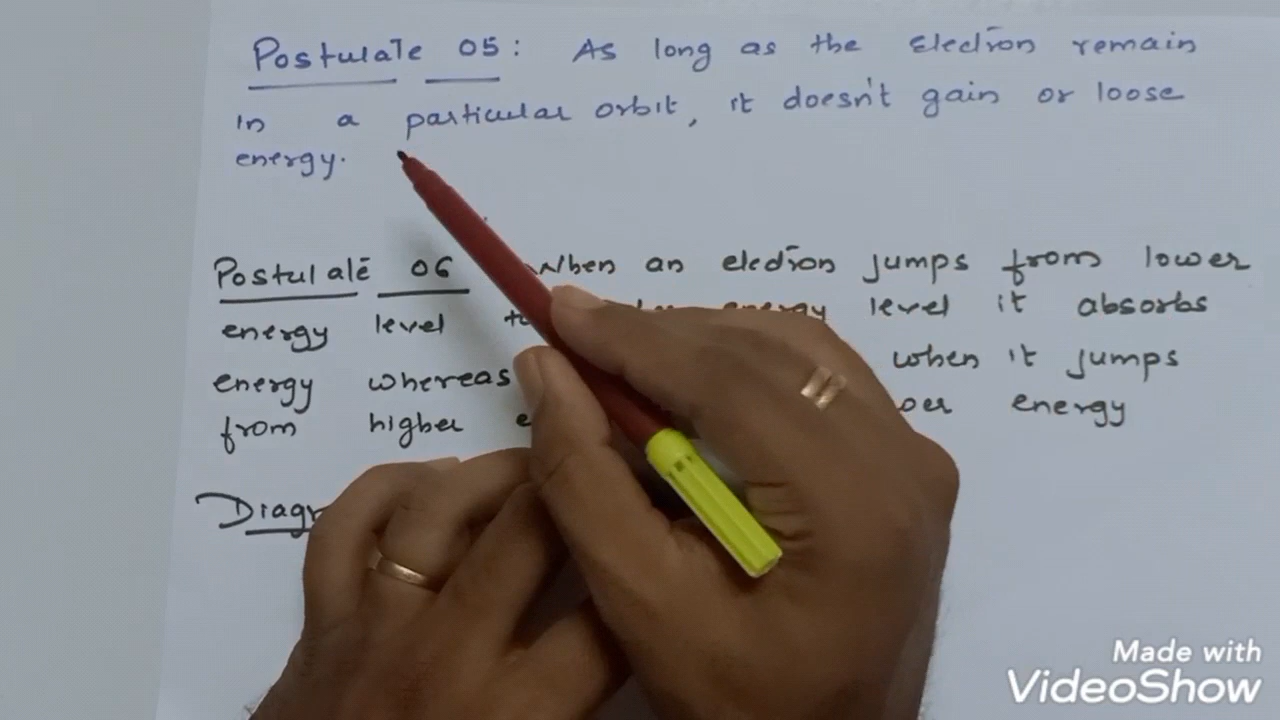 Postulate 05: As long as the Electron remain
in a particular orbit, it doesn't gain or loose
energy.
Postulate 06 When an electron jumps from lower
energy level energy level it absorbs
energy whereas when it jumps
from higher energy
Made with
VideoShow